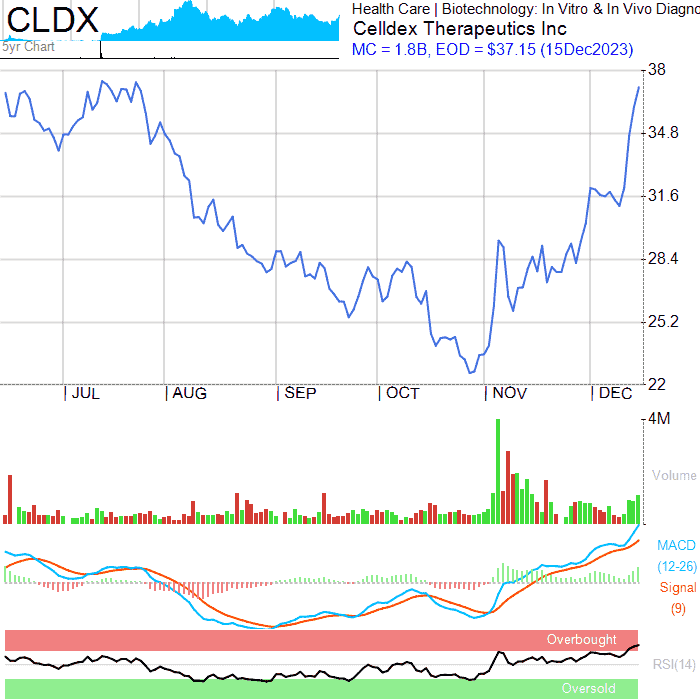 CLDX
5yr Chart
Health Care | Biotechnology: In Vitro & In Vivo Diagno
Celldex Therapeutics Inc
MC = 1.8B, EOD = $37.15 (15Dec2023)
38
34.8
31.6
28.4
25.2
22
| JUL | AUG | SEP | OCT | NOV | DEC
4M
Volume
MACD
(12-26)
Signal
(9)
Overbought
RSI(14)
Oversold